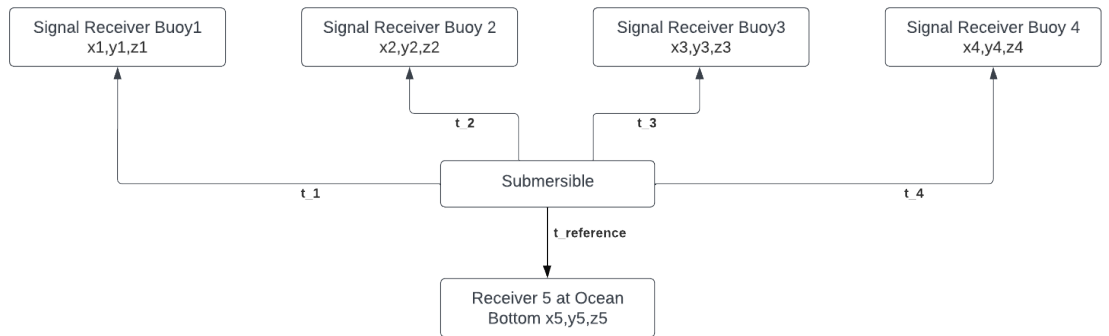 Signal Receiver Buoy1
x1,y1,z1
Signal Receiver Buoy 2
x2,y2,z2
Signal Receiver Buoy3
x3,y3,z3
Signal Receiver Buoy 4
x4,y4,z4
t_2
t_3
Submersible
t_1
t_4
t_reference
Receiver 5 at Ocean
Bottom x5,y5,z5